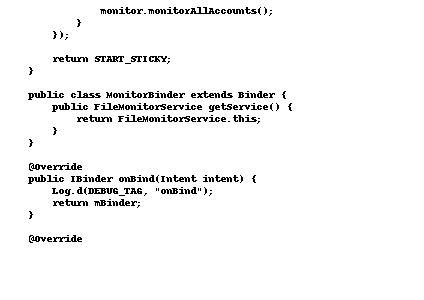 monitor.monitorAllAccounts();
}
});
return START_STICKY;
}
public class MonitorBinder extends Binder {
public FileMonitorService getService() {
return FileMonitorService.this;
}
}
@Override
public IBinder onBind(Intent intent) {
Log.d(DEBUG_TAG, "onBind");
return mBinder;
}
@Override